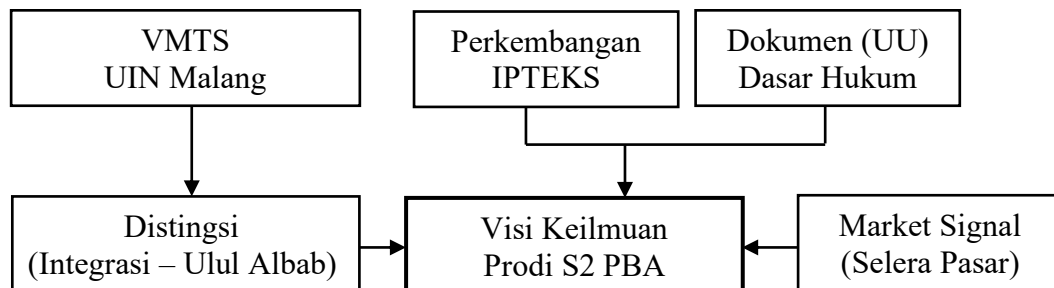 VMTS
UIN Malang
Perkembangan
IPTEKS
Dokumen (UU)
Dasar Hukum
Distingsi
(Integrasi – Ulul Albab)
Visi Keilmuan
Prodi S2 PBA
Market Signal
(Selera Pasar)